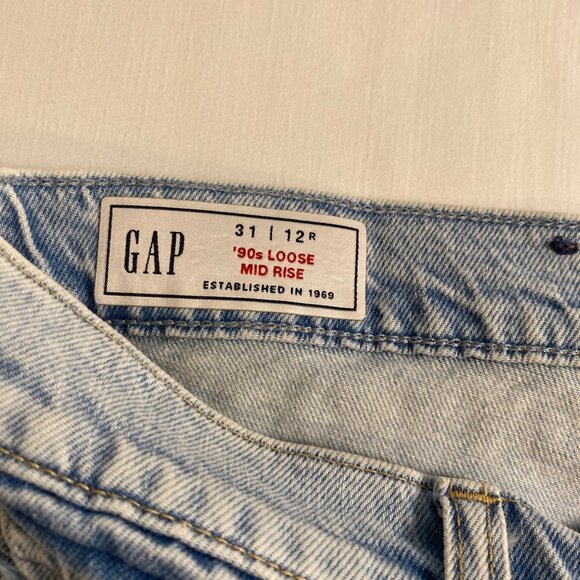 GAP
31 | 12R
'90s LOOSE
MID RISE
ESTABLISHED IN 1969